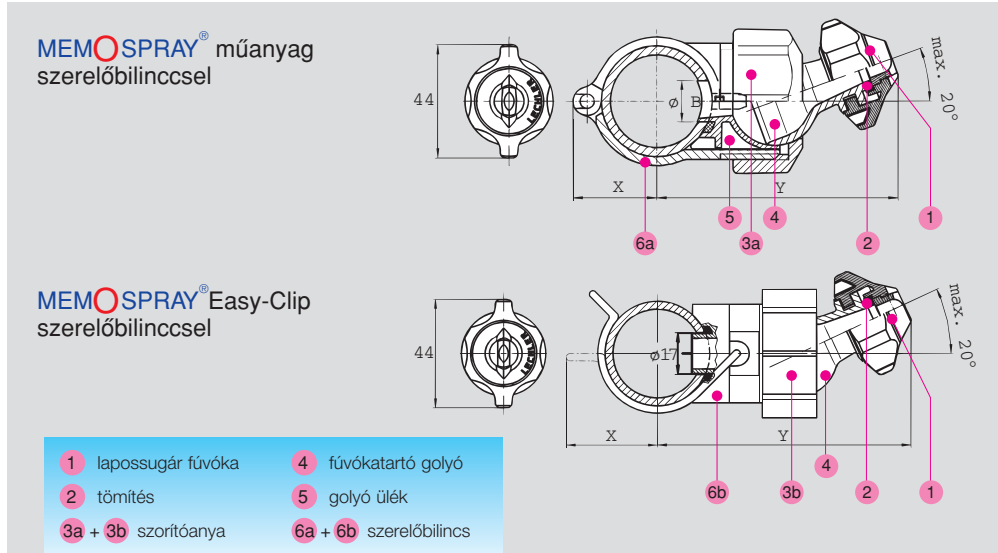 MEMOSPRAY® műanyag
szerelőbilinccsel
44
LECHLER
ø B
max. 20°
X
Y
5
4
1
6a
3a
2
MEMOSPRAY® Easy-Clip
szerelőbilinccsel
44
LECHLER
ø17
max. 20°
X
Y
4
6b
3b
2
1
1 lapossugár fúvóka
4 fúvókatartó golyó
2 tömítés
5 golyó ülék
3a + 3b szorítóanya
6a + 6b szerelőbilincs